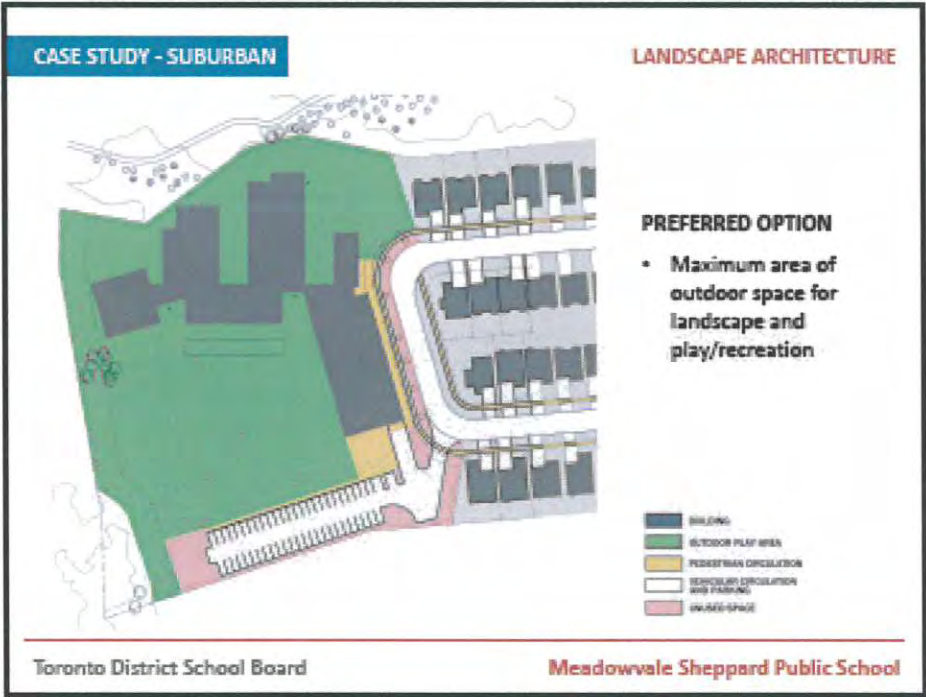 CASE STUDY - SUBURBAN
LANDSCAPE ARCHITECTURE
PREFERRED OPTION
• Maximum area of
outdoor space for
landscape and
play/recreation
BUILDING
OUTDOOR PLAY AREA
PEDESTRIAN CIRCULATION
VEHICULAR CIRCULATION
AND PARKING
UNUSED SPACE
Toronto District School Board
Meadowvale Sheppard Public School